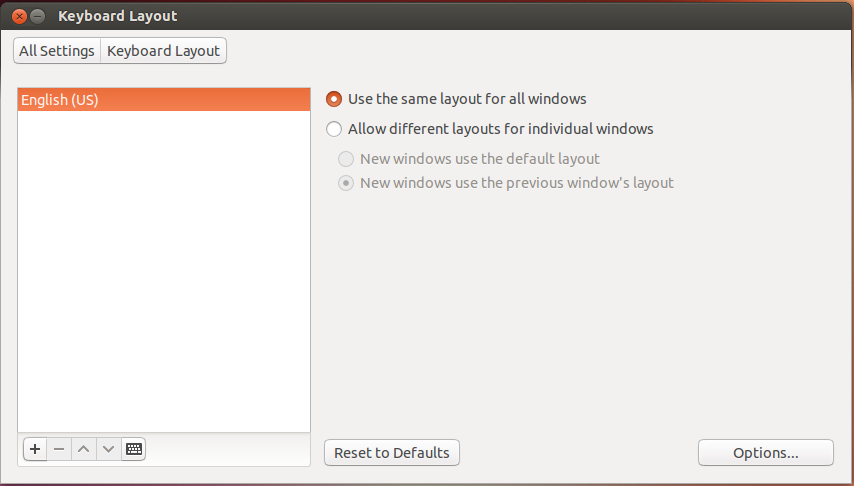 Keyboard Layout
All Settings Keyboard Layout
English (US)
Use the same layout for all windows
Allow different layouts for individual windows
New windows use the default layout
New windows use the previous window's layout
Reset to Defaults
Options...